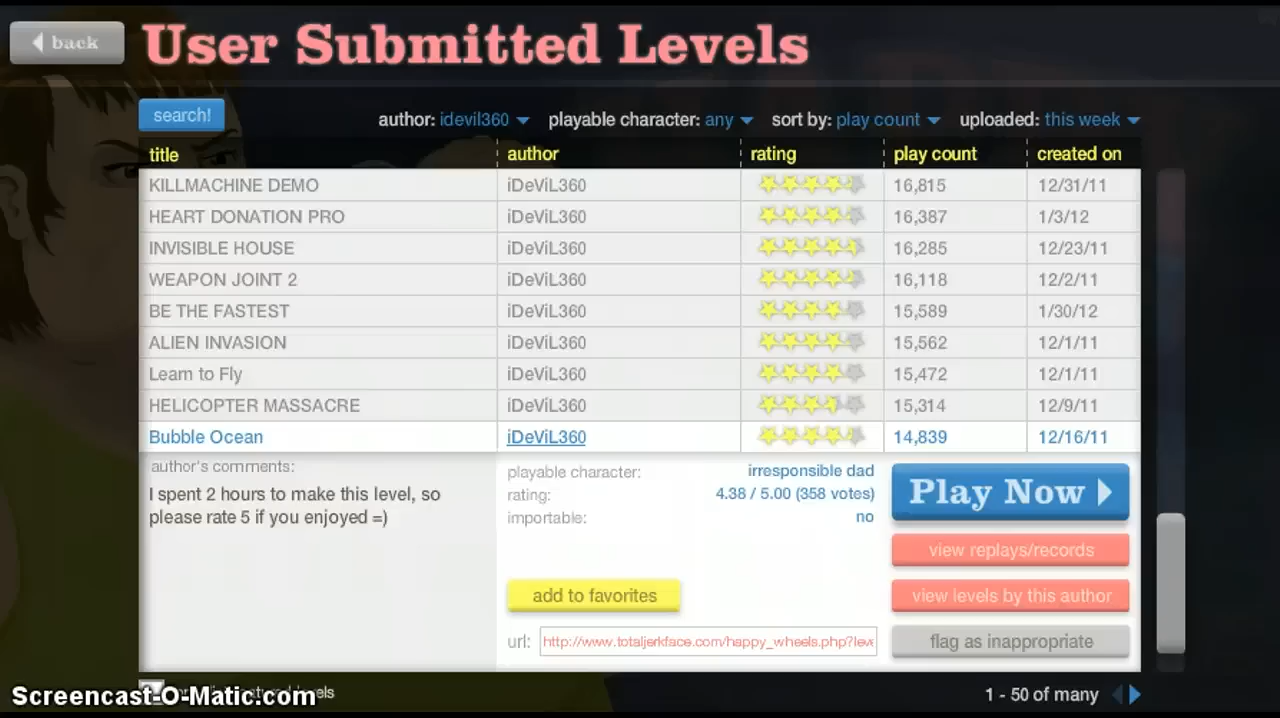 back
User Submitted Levels
search!
author: idevil360
playable character: any
sort by: play count
uploaded: this week
title author rating play count created on
KILLMACHINE DEMO iDeViL360 16,815 12/31/11
HEART DONATION PRO iDeViL360 16,387 1/3/12
INVISIBLE HOUSE iDeViL360 16,285 12/23/11
WEAPON JOINT 2 iDeViL360 16,118 12/2/11
BE THE FASTEST iDeViL360 15,589 1/30/12
ALIEN INVASION iDeViL360 15,562 12/1/11
Learn to Fly iDeViL360 15,472 12/1/11
HELICOPTER MASSACRE iDeViL360 15,314 12/9/11
Bubble Ocean iDeViL360 14,839 12/16/11
author's comments:
I spent 2 hours to make this level, so
please rate 5 if you enjoyed =)
playable character: irresponsible dad
rating: 4.38 / 5.00 (358 votes)
importable: no
add to favorites
url: http://www.totaljerkface.com/happy_wheels.php?leve
Play Now
view replays/records
view levels by this author
flag as inappropriate
Screencast-O-Matic.com
levels
1 - 50 of many